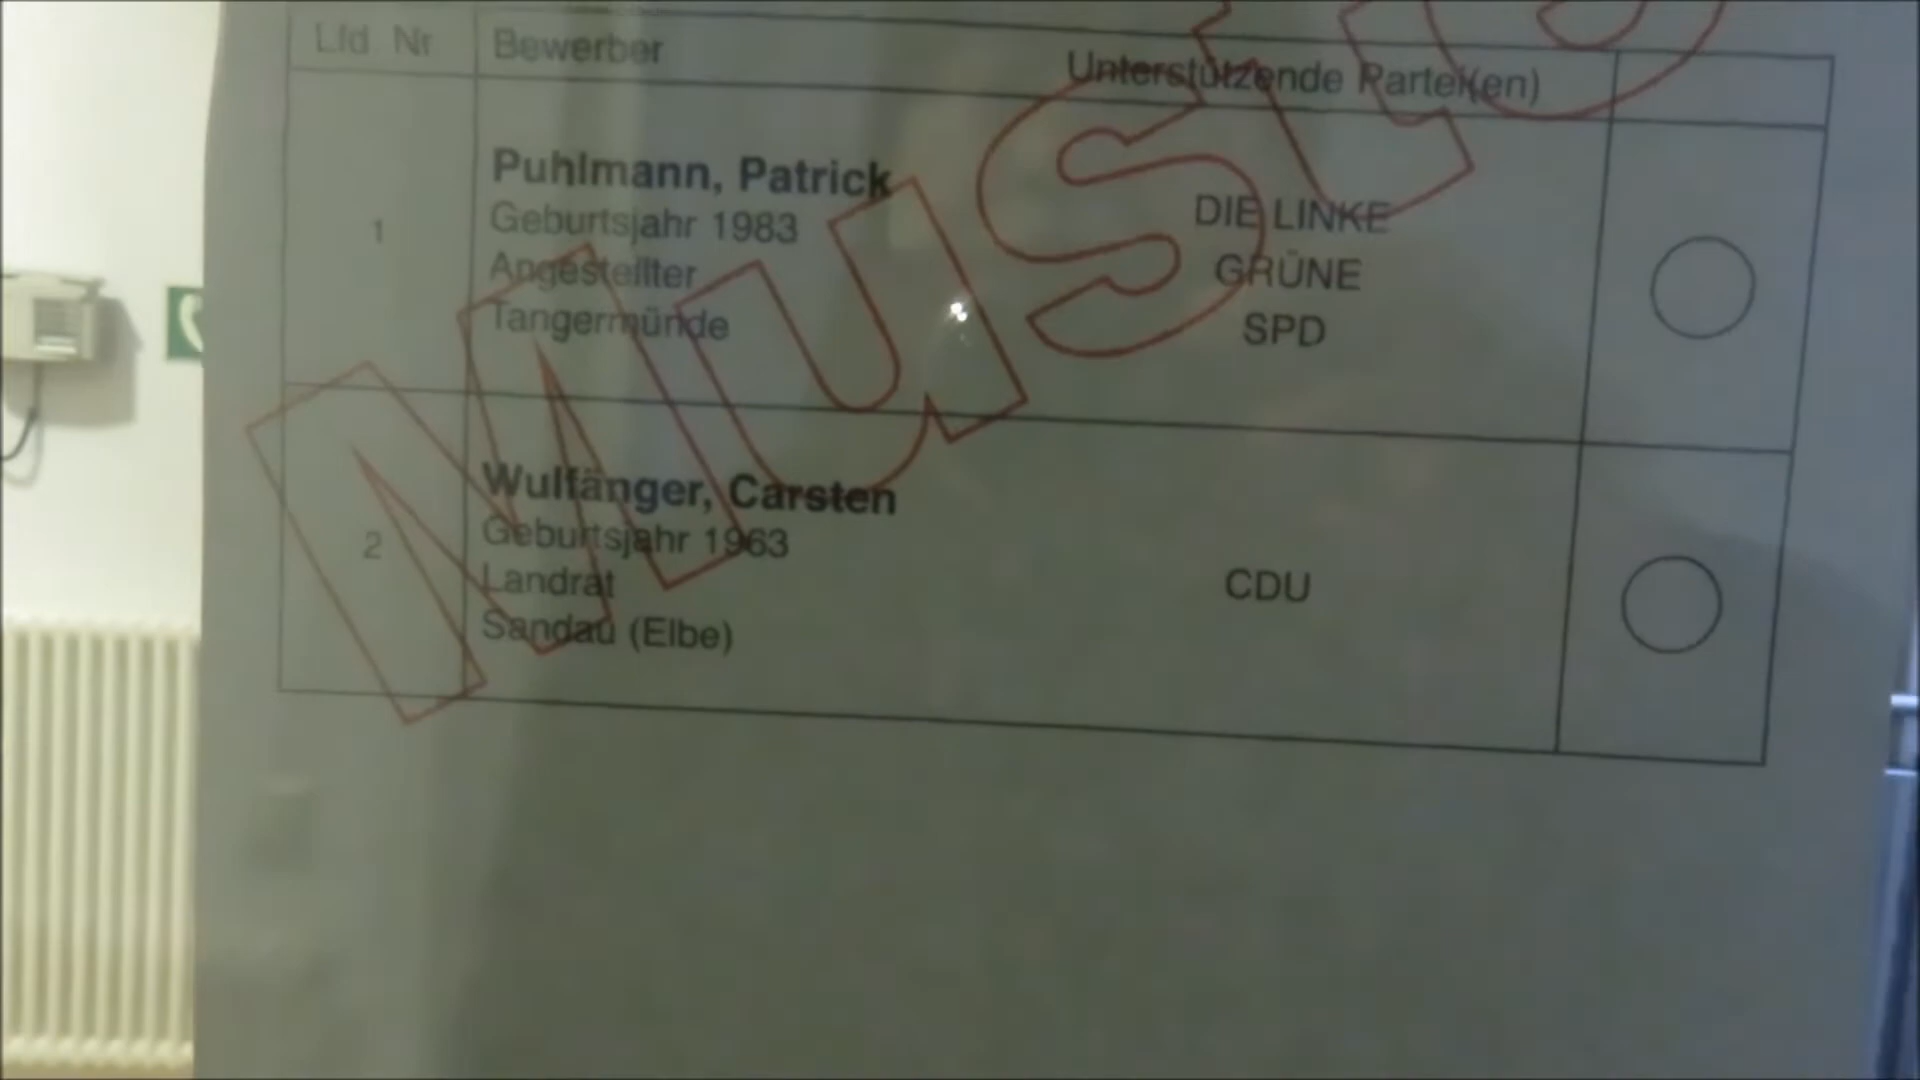 Lfd Nr Bewerber Unterstützende Partei(en)
1
Puhlmann, Patrick
Geburtsjahr 1983
Angestellter
Tangermünde
DIE LINKE
GRÜNE
SPD
2
Wulfänger, Carsten
Geburtsjahr 1963
Landrat
Sandau (Elbe)
CDU
Muste